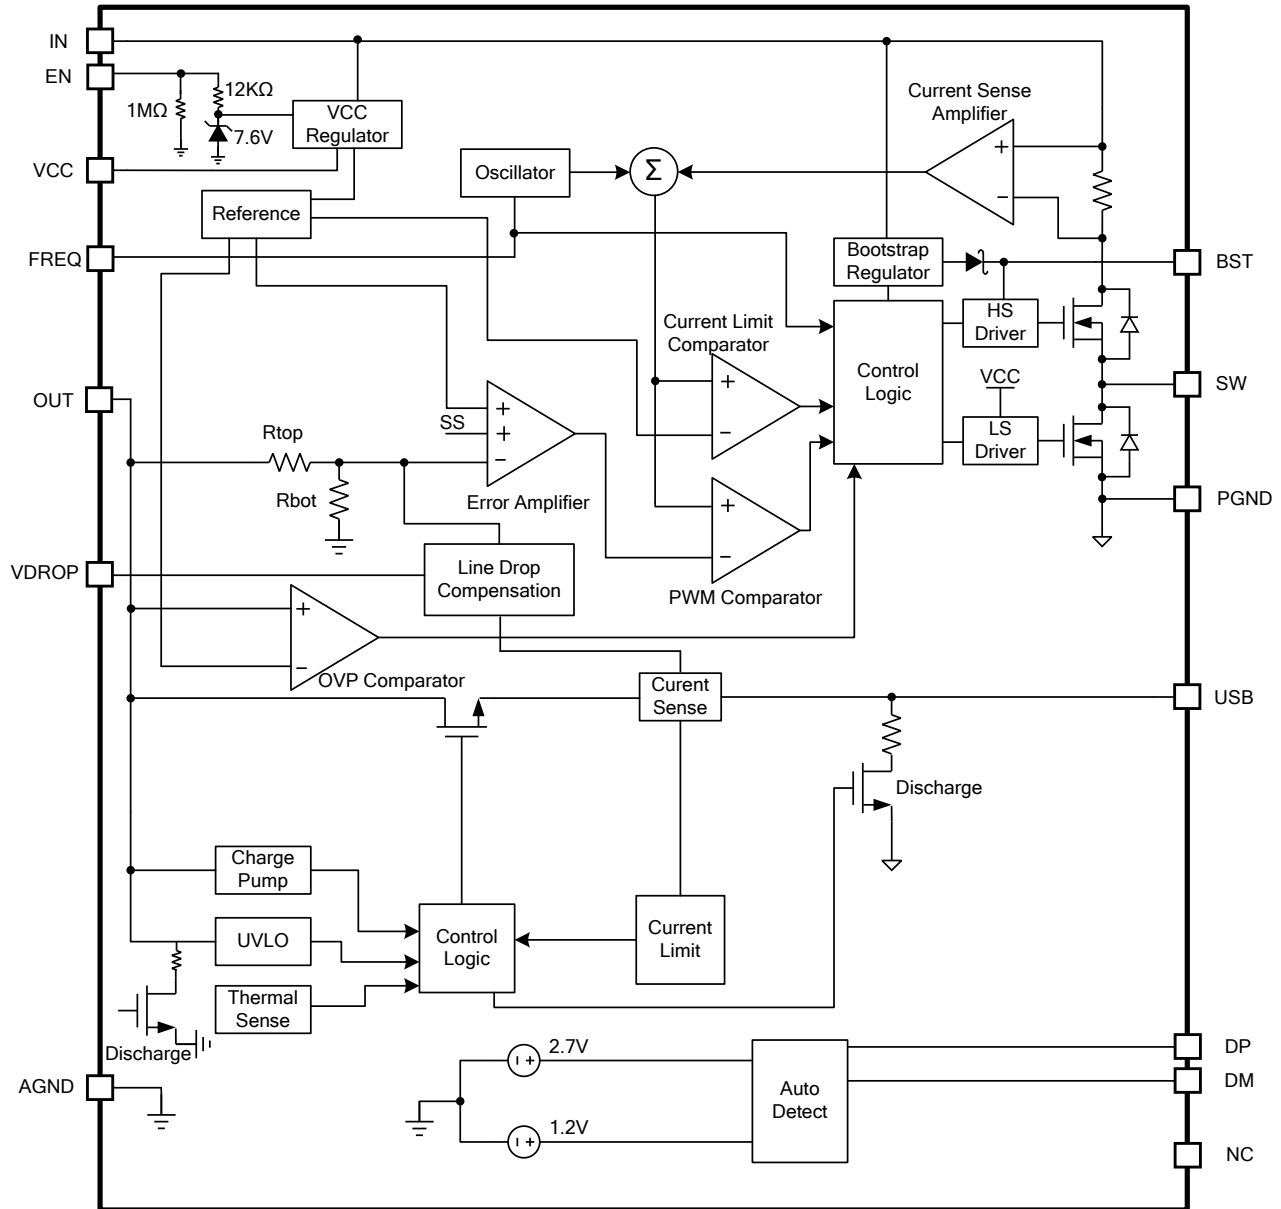 IN
EN
1MΩ
12KΩ
7.6V
VCC
Regulator
VCC
Reference
FREQ
Oscillator
Σ
Current Sense
Amplifier
+
−
Bootstrap
Regulator
BST
HS
Driver
Current Limit
Comparator
+
−
Control
Logic
VCC
LS
Driver
SW
PGND
OUT
Rtop
Rbot
SS
+
+
−
Error Amplifier
+
−
PWM Comparator
VDROP
Line Drop
Compensation
+
−
OVP Comparator
Curent
Sense
USB
Discharge
Charge
Pump
UVLO
Thermal
Sense
Control
Logic
Current
Limit
Discharge
AGND
2.7V
1.2V
Auto
Detect
DP
DM
NC